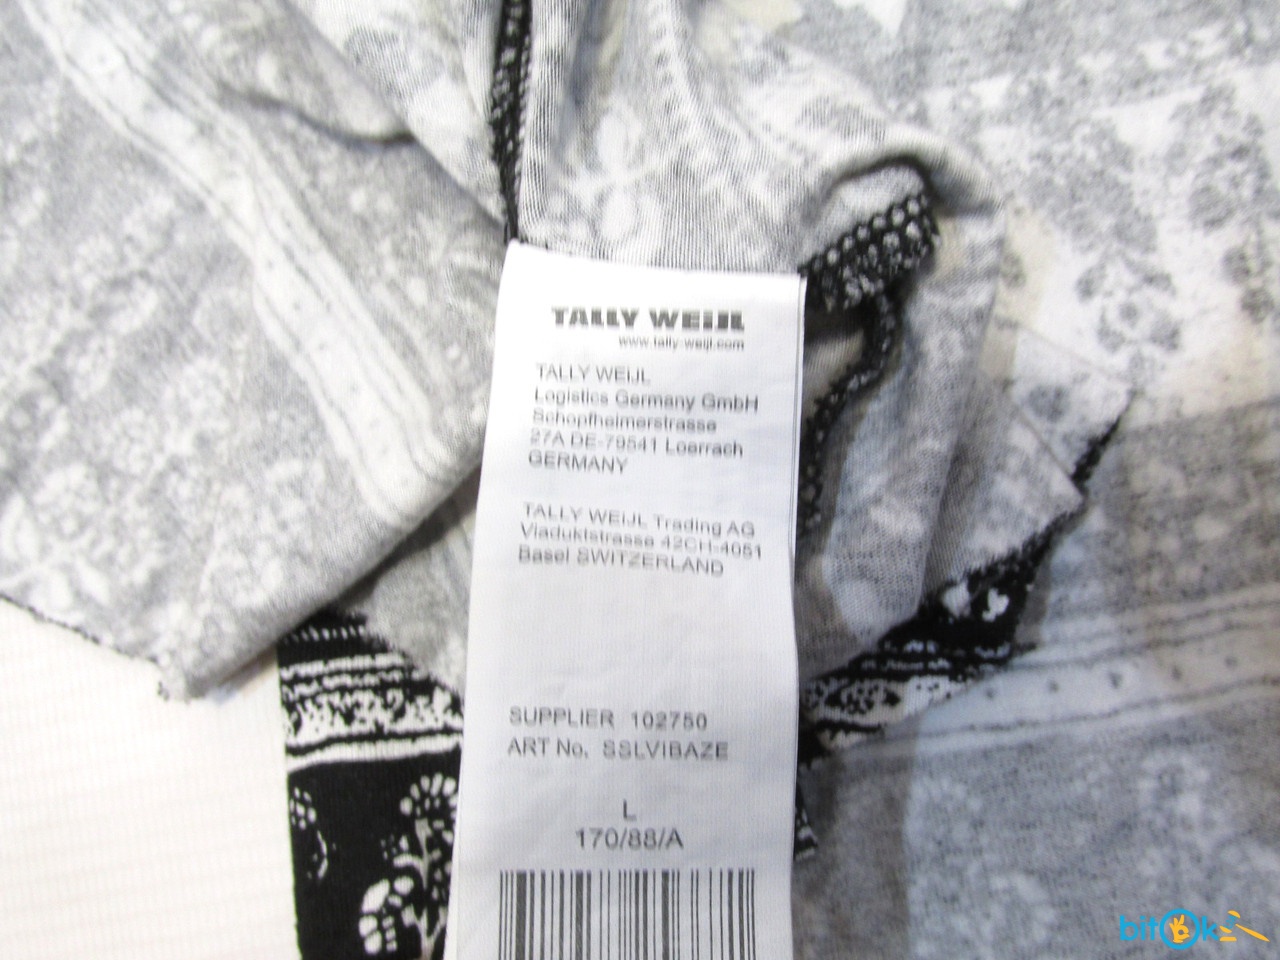 TALLY WEIJL
www.tally-weijl.com
TALLY WEIJL
Logistics Germany GmbH
Schopfheimerstrasse
27A DE-79541 Loerrach
GERMANY
TALLY WEIJL Trading AG
Viaduktstrasse 42CH-4051
Basel SWITZERLAND
SUPPLIER 102750
ART No. SSLVIBAZE
L
170/88/A
bitOk